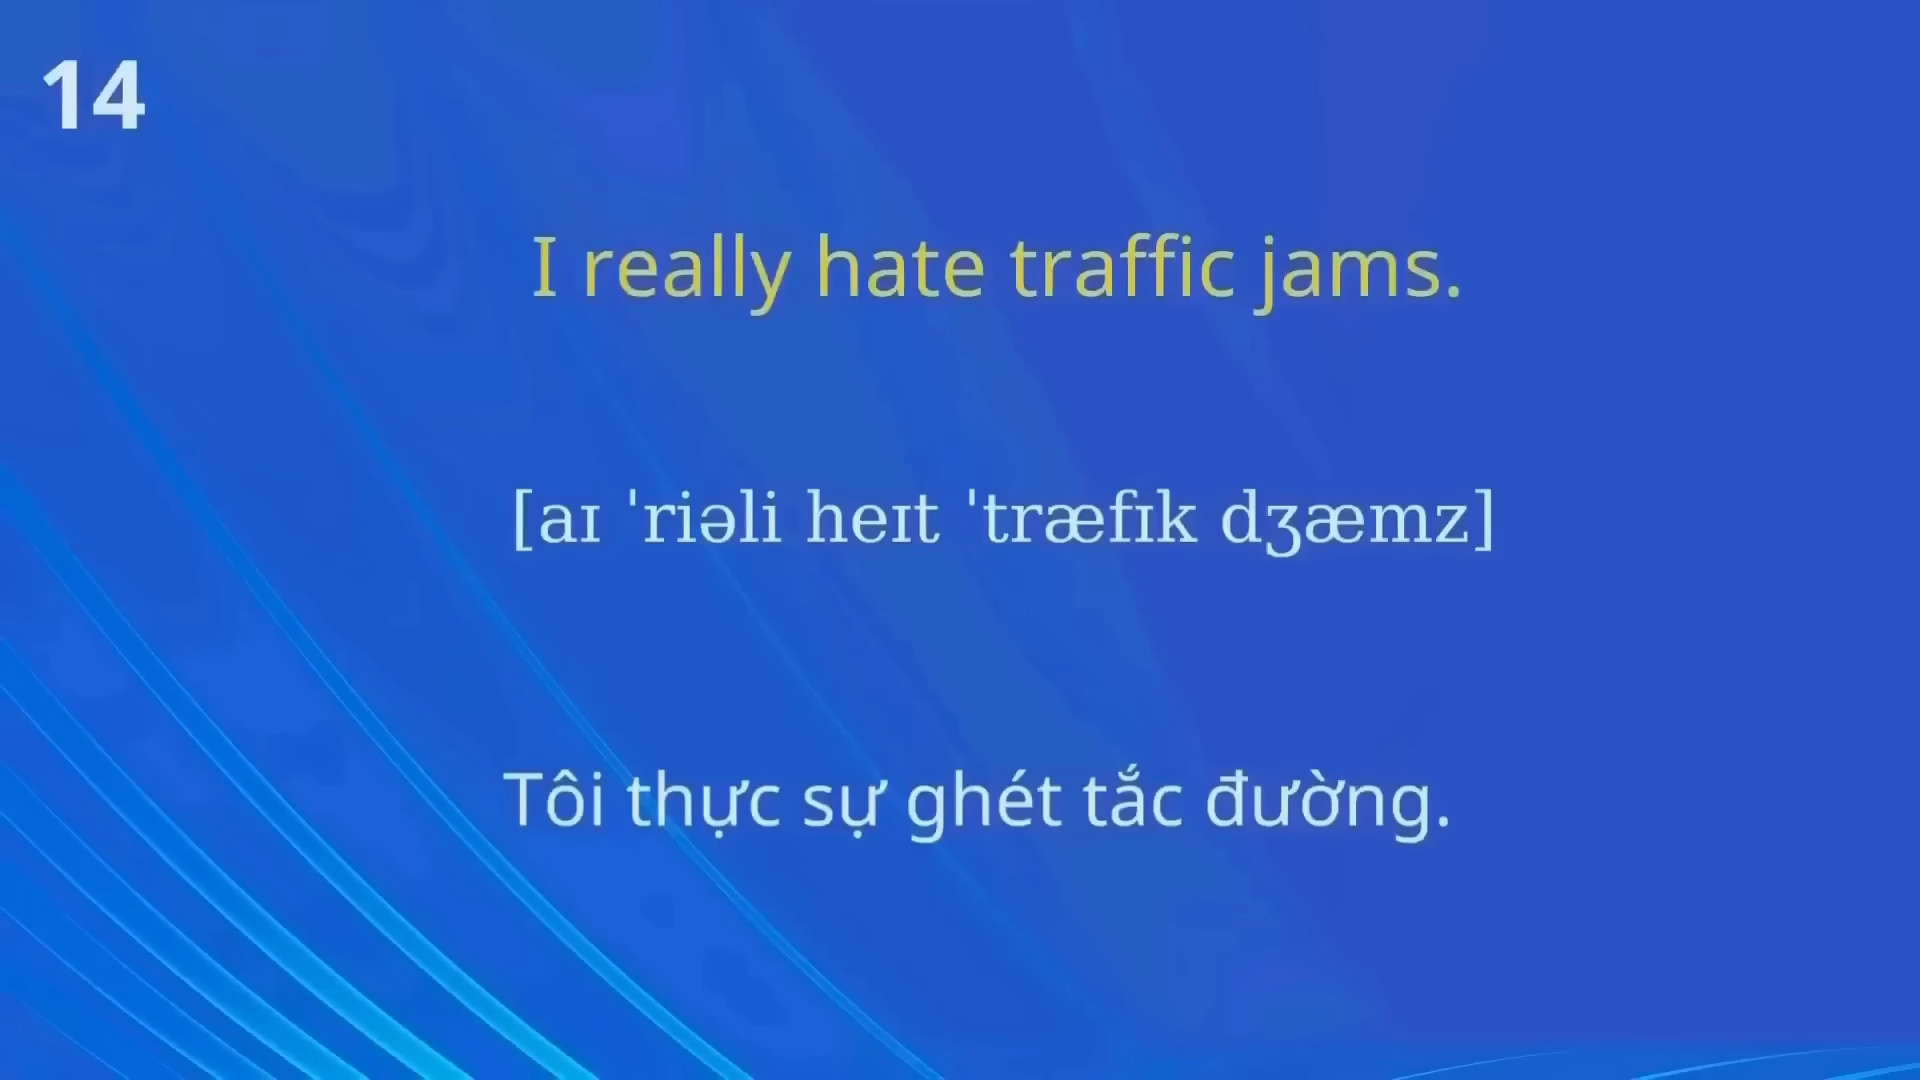 14
I really hate traffic jams.
[aɪ ˈriəli heɪt ˈtræfɪk dʒæmz]
Tôi thực sự ghét tắc đường.